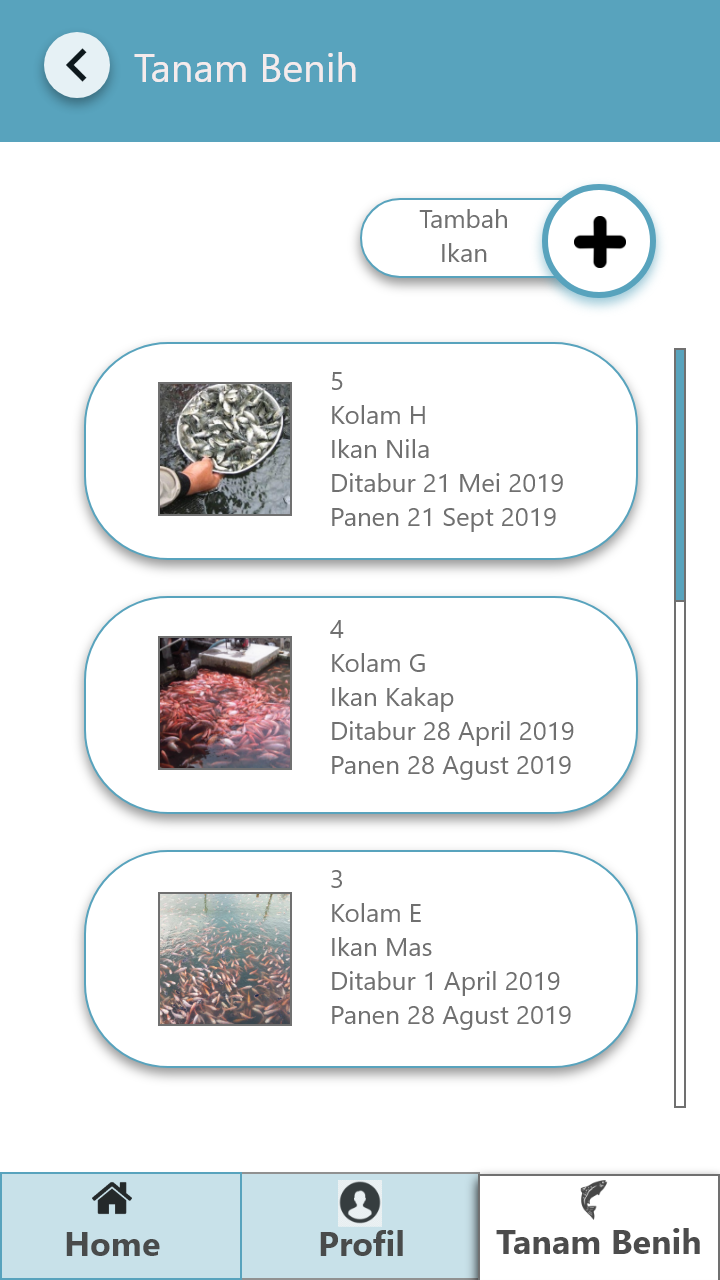 Tanam Benih
Tambah
Ikan
5
Kolam H
Ikan Nila
Ditabur 21 Mei 2019
Panen 21 Sept 2019
4
Kolam G
Ikan Kakap
Ditabur 28 April 2019
Panen 28 Agust 2019
3
Kolam E
Ikan Mas
Ditabur 1 April 2019
Panen 28 Agust 2019
Home
Profil
Tanam Benih